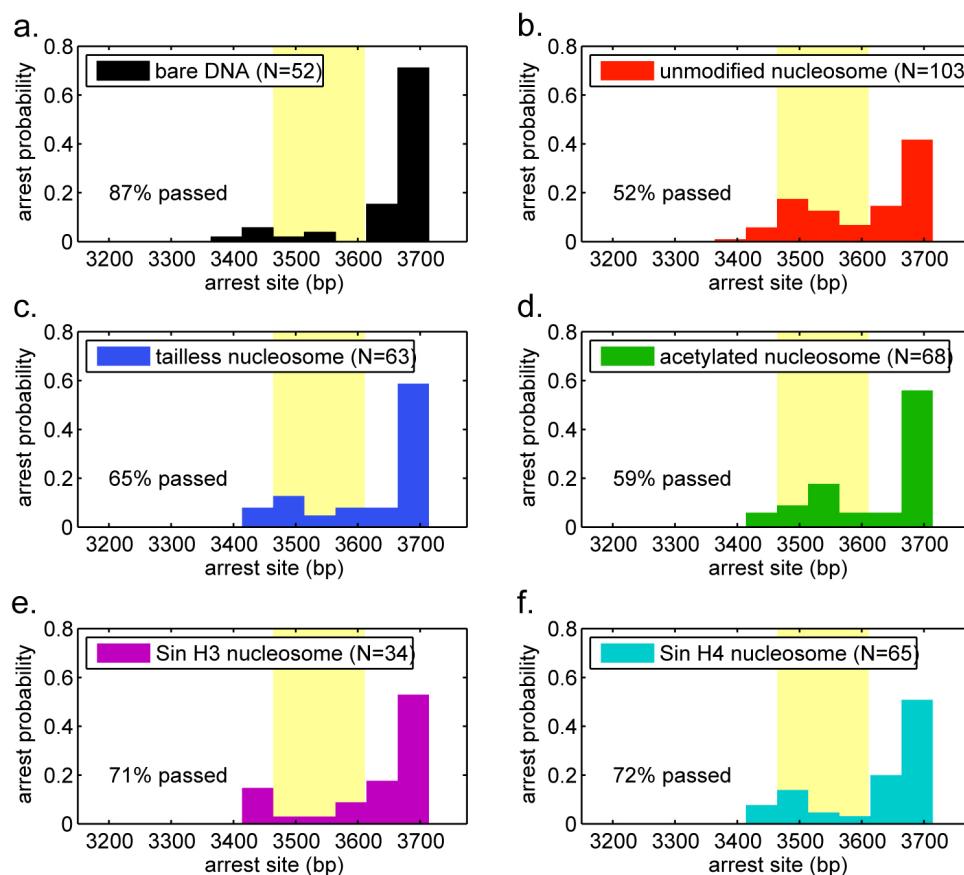 a.
0.8
0.6
0.4
0.2
0
arrest probability
bare DNA (N=52)
87% passed
3200 3300 3400 3500 3600 3700
arrest site (bp)
b.
0.8
0.6
0.4
0.2
0
arrest probability
unmodified nucleosome (N=103
52% passed
3200 3300 3400 3500 3600 3700
arrest site (bp)
c.
0.8
0.6
0.4
0.2
0
arrest probability
tailless nucleosome (N=63)
65% passed
3200 3300 3400 3500 3600 3700
arrest site (bp)
d.
0.8
0.6
0.4
0.2
0
arrest probability
acetylated nucleosome (N=68)
59% passed
3200 3300 3400 3500 3600 3700
arrest site (bp)
e.
0.8
0.6
0.4
0.2
0
arrest probability
Sin H3 nucleosome (N=34)
71% passed
3200 3300 3400 3500 3600 3700
arrest site (bp)
f.
0.8
0.6
0.4
0.2
0
arrest probability
Sin H4 nucleosome (N=65)
72% passed
3200 3300 3400 3500 3600 3700
arrest site (bp)